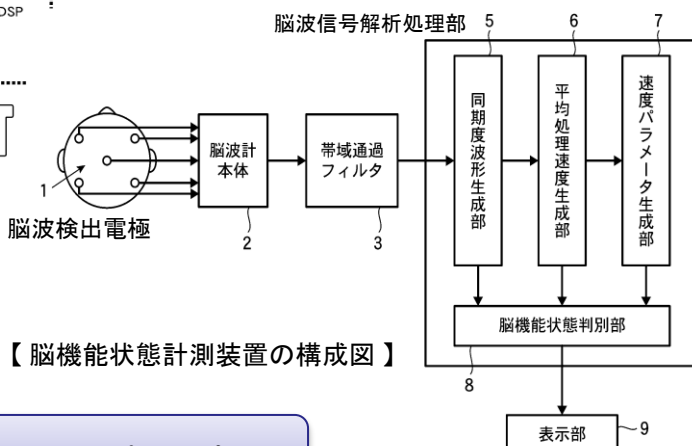 DSP
脳波信号解析処理部
5
6
7
同期度波形生成部
平均処理速度生成部
速度パラメータ生成部
脳波計
本体
帯域通過
フィルタ
1
脳波検出電極
2
3
脳機能状態判別部
【 脳機能状態計測装置の構成図 】
8
表示部
9